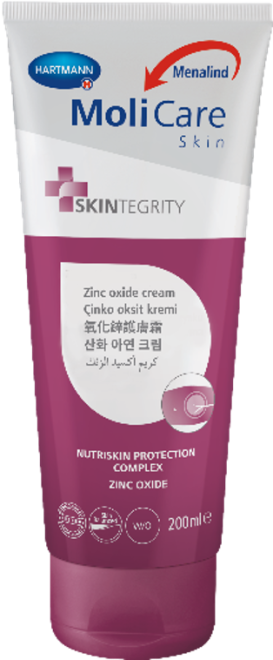 HARTMANN
Menalind
MoliCare
Skin
SKINTEGRITY
Zinc oxide cream
Çinko oksit kremi
氧化鋅護膚霜
산화 아연 크림
كريم أكسيد الزنك
NUTRISKIN PROTECTION
COMPLEX
ZINC OXIDE
W/O
200ml℮